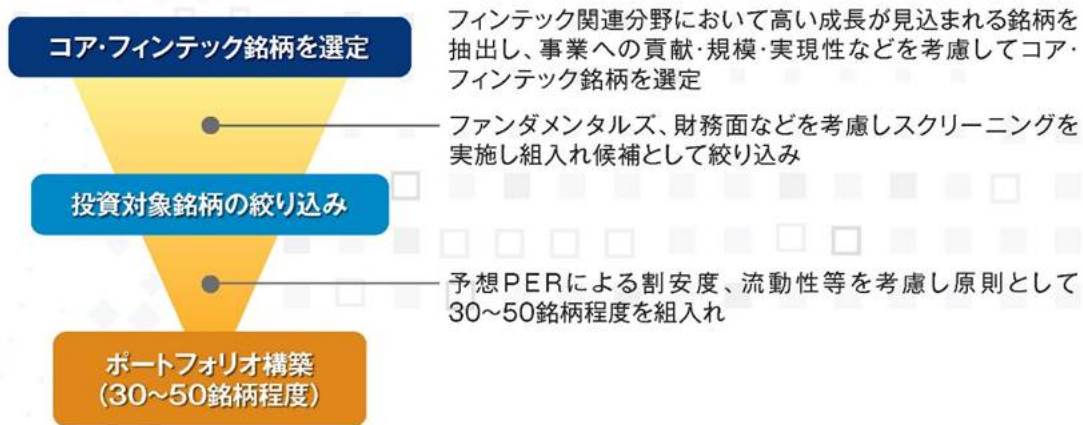 コア・フィンテック銘柄を選定
フィンテック関連分野において高い成長が見込まれる銘柄を
抽出し、事業への貢献・規模・実現性などを考慮してコア・
フィンテック銘柄を選定
ファンダメンタルズ、財務面などを考慮しスクリーニングを
実施し組入れ候補として絞り込み
投資対象銘柄の絞り込み
予想PERによる割安度、流動性等を考慮し原則として
30～50銘柄程度を組入れ
ポートフォリオ構築
(30～50銘柄程度)